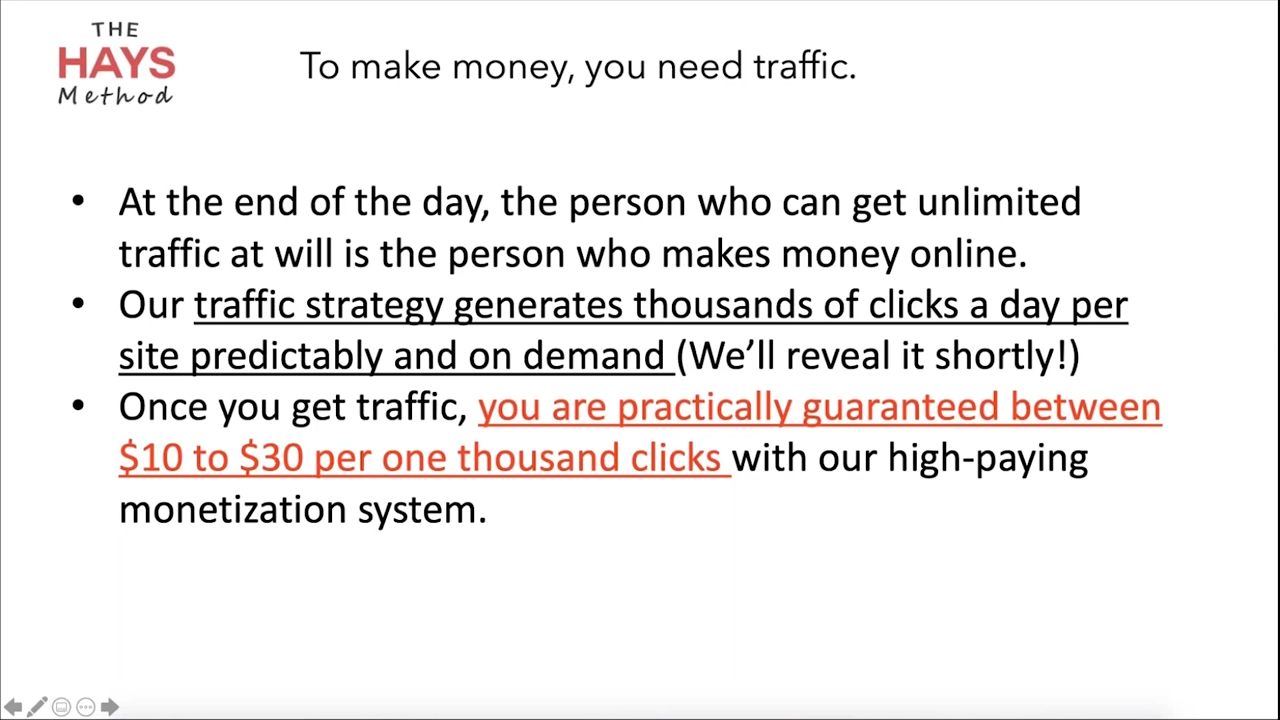 THE
HAYS
Method
To make money, you need traffic.
• At the end of the day, the person who can get unlimited
traffic at will is the person who makes money online.
• Our traffic strategy generates thousands of clicks a day per
site predictably and on demand (We’ll reveal it shortly!)
• Once you get traffic, you are practically guaranteed between
$10 to $30 per one thousand clicks with our high-paying
monetization system.